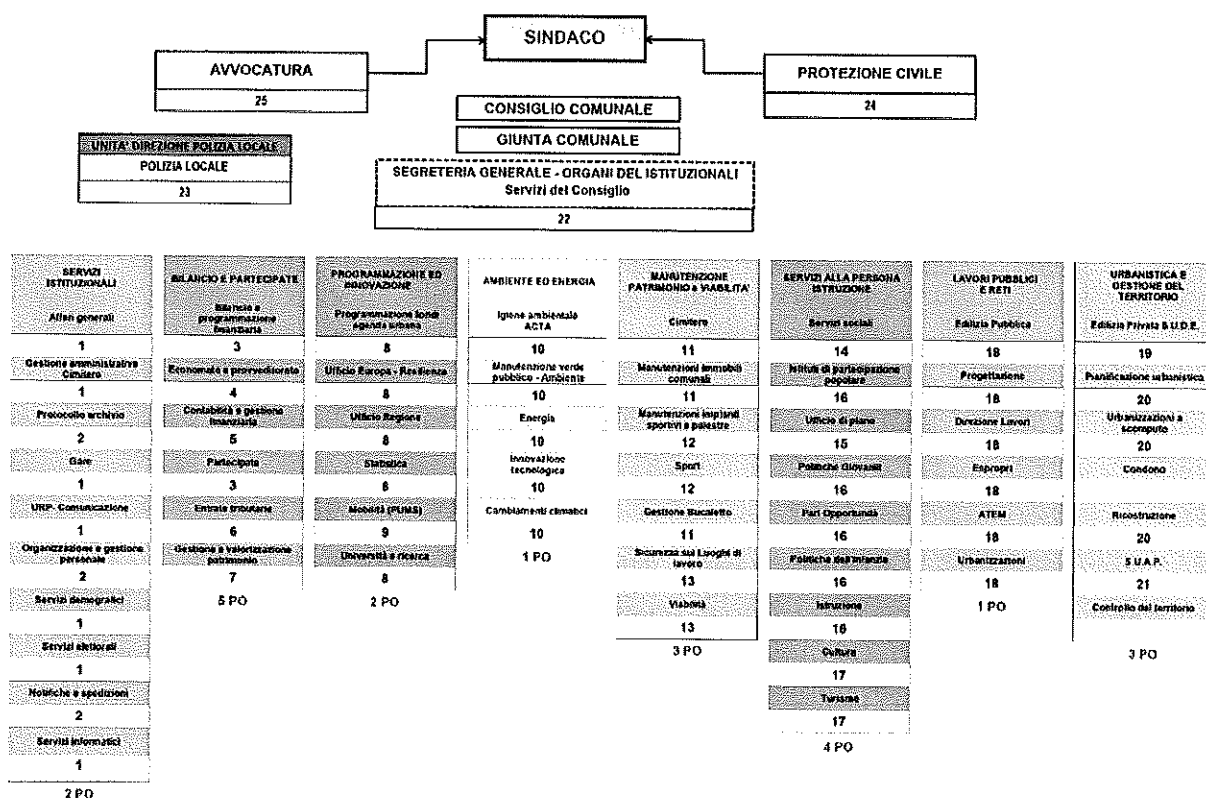 SINDACO
AVVOCATURA
25
PROTEZIONE CIVILE
24
CONSIGLIO COMUNALE
GIUNTA COMUNALE
UNITA' DIREZIONE POLIZIA LOCALE
POLIZIA LOCALE
23
SEGRETERIA GENERALE - ORGANI DEL ISTITUZIONALI
Servizi del Consiglio
22
SERVIZI
ISTITUZIONALI
Affari generali
1
Gestione amministrativa
Cimitero
1
Protocollo archivio
2
Gare
1
URP- Comunicazione
1
Organizzazione e gestione
personale
2
Servizi demografici
1
Servizi elettorali
1
Notifiche e spedizioni
2
Servizi informatici
1
2 PO
BILANCIO E PARTECIPATE
Bilancio e
programmazione
finanziaria
3
Economato e provveditorato
4
Contabilità e gestione
finanziaria
5
Partecipate
3
Entrate tributarie
6
Gestione e valorizzazione
patrimonio
7
5 PO
PROGRAMMAZIONE ED
INNOVAZIONE
Programmazione fondi
agenda urbana
8
Ufficio Europa - Resilienza
8
Ufficio Regione
8
Statistica
8
Mobilità (PUMS)
9
Università e ricerca
8
2 PO
AMBIENTE ED ENERGIA
Igiene ambientale
ACTA
10
Manutenzione verde
pubblico - Ambiente
10
Energia
10
Innovazione
tecnologica
10
Cambiamenti climatici
10
1 PO
MANUTENZIONE
PATRIMONIO e VIABILITA'
Cimitero
11
Manutenzioni immobili
comunali
11
Manutenzioni impianti
sportivi e palestre
12
Sport
12
Gestione Bucaletto
11
Sicurezza sui Luoghi di
lavoro
13
Viabilità
13
3 PO
SERVIZI ALLA PERSONA
ISTRUZIONE
Servizi sociali
14
Istituti di partecipazione
popolare
16
Ufficio di piano
15
Politiche Giovanili
16
Pari Opportunità
16
Politiche dell'infanzia
16
Istruzione
16
Cultura
17
Turismo
17
4 PO
LAVORI PUBBLICI
E RETI
Edilizia Pubblica
18
Progettazione
18
Direzione Lavori
18
Espropri
18
ATEM
18
Urbanizzazioni
18
1 PO
URBANISTICA E
GESTIONE DEL
TERRITORIO
Edilizia Privata S.U.D.E.
19
Pianificazione urbanistica
20
Urbanizzazioni a
scomputo
20
Condono
Ricostruzione
20
S.U.A.P.
21
Controllo del territorio
3 PO